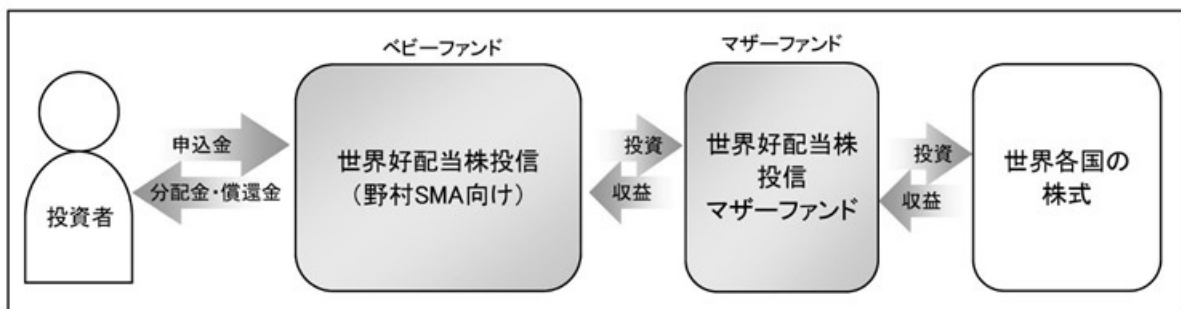 ベビーファンド
マザーファンド
申込金
分配金・償還金
投資者
世界好配当株投信
(野村SMA向け)
投資
収益
世界好配当株
投信
マザーファンド
投資
収益
世界各国の
株式